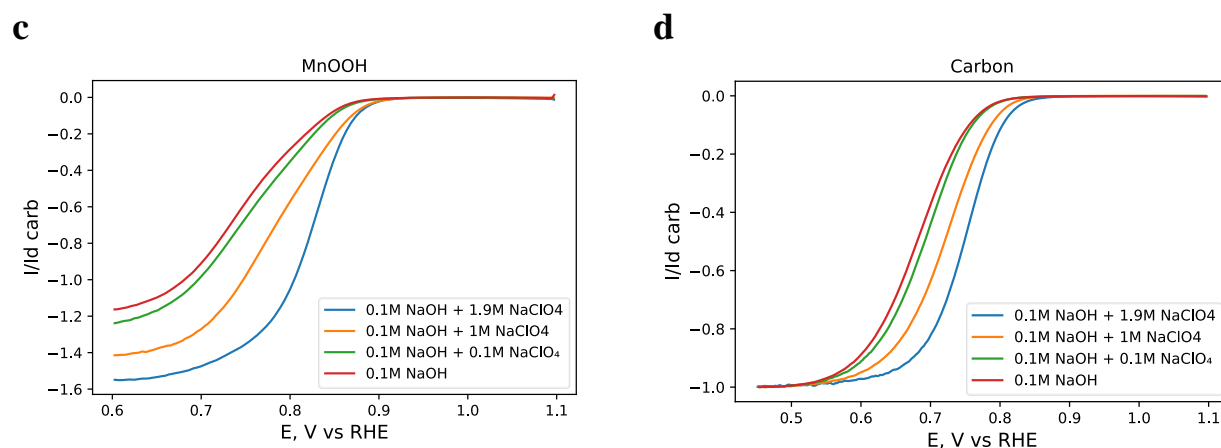 c
MnOOH
0.0
−0.2
−0.4
−0.6
−0.8
−1.0
−1.2
−1.4
−1.6
I/Id carb
0.1M NaOH + 1.9M NaClO4
0.1M NaOH + 1M NaClO4
0.1M NaOH + 0.1M NaClO₄
0.1M NaOH
0.6 0.7 0.8 0.9 1.0 1.1
E, V vs RHE
d
Carbon
0.0
−0.2
−0.4
−0.6
−0.8
−1.0
I/Id carb
0.1M NaOH + 1.9M NaClO4
0.1M NaOH + 1M NaClO4
0.1M NaOH + 0.1M NaClO₄
0.1M NaOH
0.5 0.6 0.7 0.8 0.9 1.0 1.1
E, V vs RHE